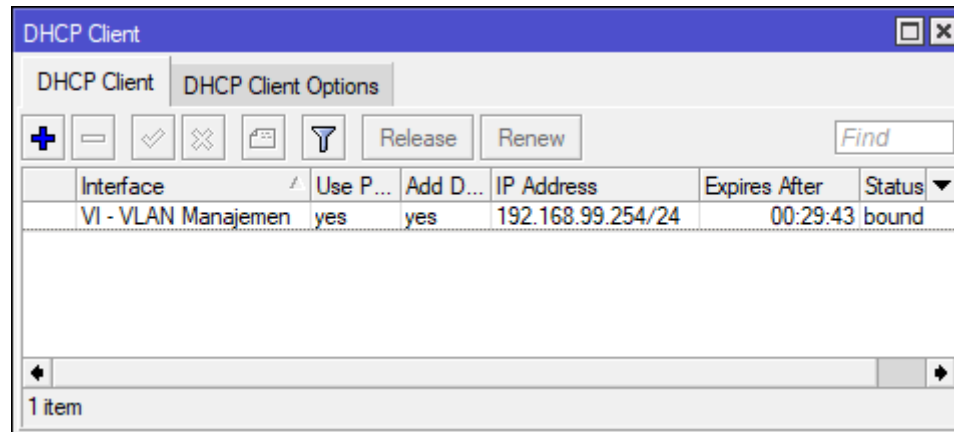 DHCP Client
DHCP Client DHCP Client Options
Release Renew Find
Interface Use P... Add D... IP Address Expires After Status
VI - VLAN Manajemen yes yes 192.168.99.254/24 00:29:43 bound
1 item